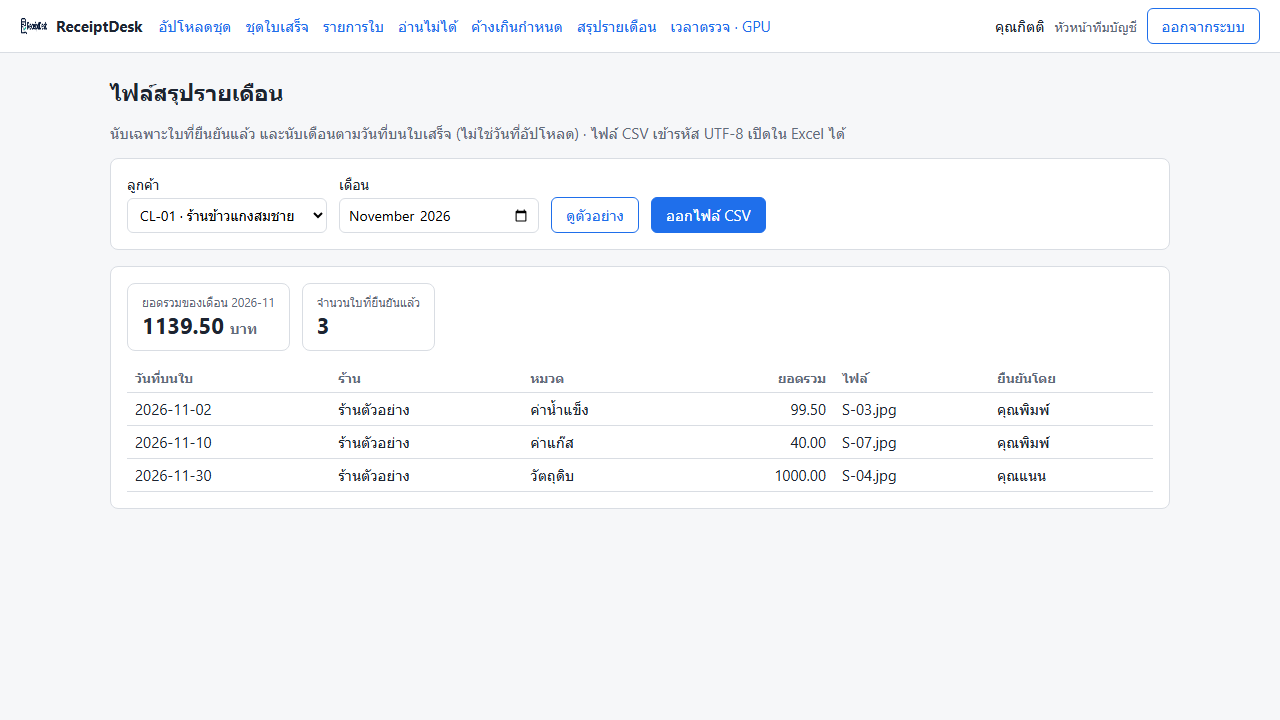 ReceiptDesk อัปโหลดชุด ชุดใบเสร็จ รายการใบ อ่านไม่ได้ ค้างเกินกำหนด สรุปรายเดือน เวลาตรวจ · GPU คุณกิตติ หัวหน้าทีมบัญชี ออกจากระบบ
ไฟล์สรุปรายเดือน
นับเฉพาะใบที่ยืนยันแล้ว และนับเดือนตามวันที่บนใบเสร็จ (ไม่ใช่วันที่อัปโหลด) · ไฟล์ CSV เข้ารหัส UTF-8 เปิดใน Excel ได้
ลูกค้า เดือน
CL-01 · ร้านข้าวแกงสมชาย November 2026 ดูตัวอย่าง ออกไฟล์ CSV
ยอดรวมของเดือน 2026-11 จำนวนใบที่ยืนยันแล้ว
1139.50 บาท 3
วันที่บนใบ ร้าน หมวด ยอดรวม ไฟล์ ยืนยันโดย
2026-11-02 ร้านตัวอย่าง ค่าน้ำแข็ง 99.50 S-03.jpg คุณพิมพ์
2026-11-10 ร้านตัวอย่าง ค่าแก๊ส 40.00 S-07.jpg คุณพิมพ์
2026-11-30 ร้านตัวอย่าง วัตถุดิบ 1000.00 S-04.jpg คุณแนน